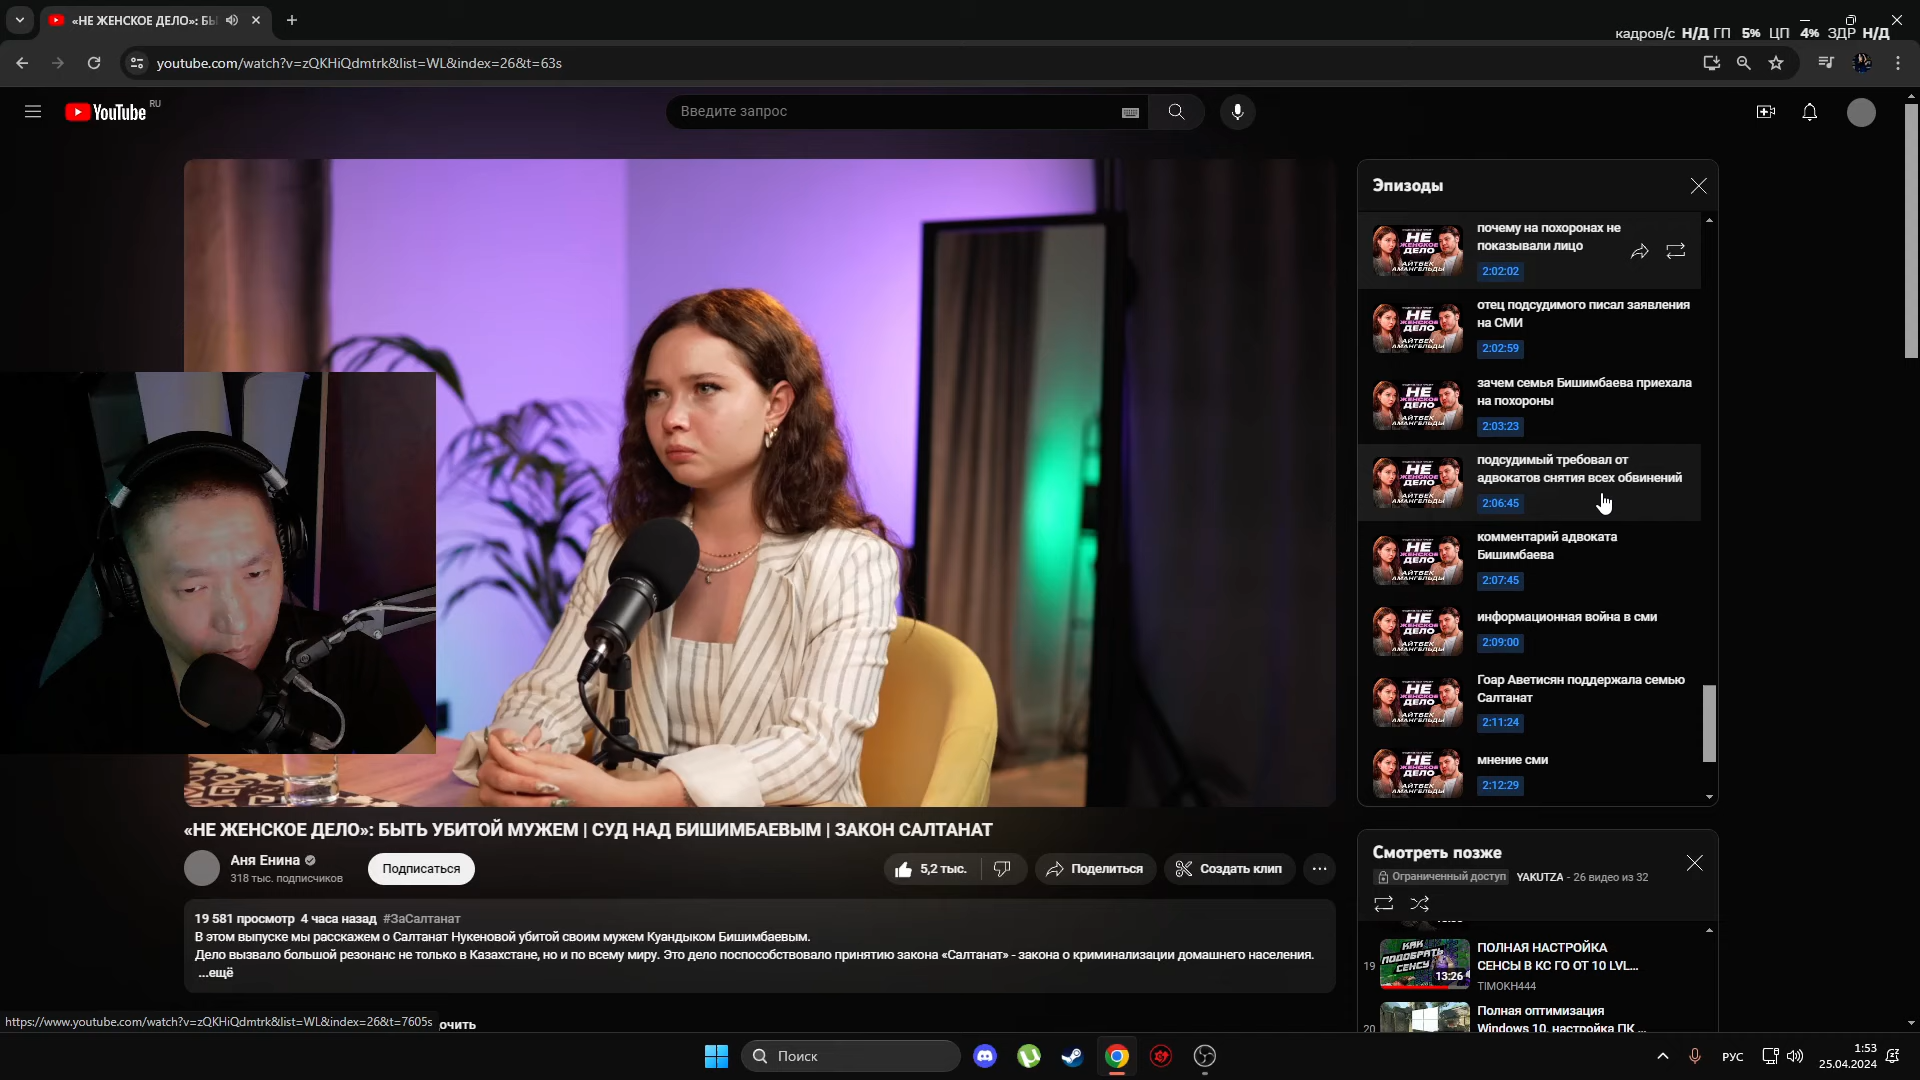 «НЕ ЖЕНСКОЕ ДЕЛО»: БЫ
кадров/с Н/Д ГП 5% ЦП 4% ЗДР Н/Д
youtube.com/watch?v=zQKHiQdmtrk&list=WL&index=26&t=63s
YouTube RU
Введите запрос
Эпизоды
почему на похоронах не
показывали лицо
2:02:02
отец подсудимого писал заявления
на СМИ
2:02:59
зачем семья Бишимбаева приехала
на похороны
2:03:23
подсудимый требовал от
адвокатов снятия всех обвинений
2:06:45
комментарий адвоката
Бишимбаева
2:07:45
информационная война в сми
2:09:00
Гоар Аветисян поддержала семью
Салтанат
2:11:24
мнение сми
2:12:29
НЕ
ЖЕНСКОЕ
ДЕЛО
АЙТБЕК
АМАНГЕЛЬДЫ
«НЕ ЖЕНСКОЕ ДЕЛО»: БЫТЬ УБИТОЙ МУЖЕМ | СУД НАД БИШИМБАЕВЫМ | ЗАКОН САЛТАНАТ
Аня Енина
318 тыс. подписчиков
Подписаться
5,2 тыс.
Поделиться
Создать клип
19 581 просмотр 4 часа назад #ЗаСалтанат
В этом выпуске мы расскажем о Салтанат Нукеновой убитой своим мужем Куандыком Бишимбаевым.
Дело вызвало большой резонанс не только в Казахстане, но и по всему миру. Это дело поспособствовало принятию закона «Салтанат» - закона о криминализации домашнего населения.
...ещё
Смотреть позже
Ограниченный доступ YAKUTZA - 26 видео из 32
19
КАК
ПОДОБРАТЬ
СЕНСУ
13:26
ПОЛНАЯ НАСТРОЙКА
СЕНСЫ В КС ГО ОТ 10 LVL...
TIMOKH444
20
Полная оптимизация
Windows 10, настройка ПК ...
https://www.youtube.com/watch?v=zQKHiQdmtrk&list=WL&index=26&t=7605s
очить
Поиск
РУС
1:53
25.04.2024